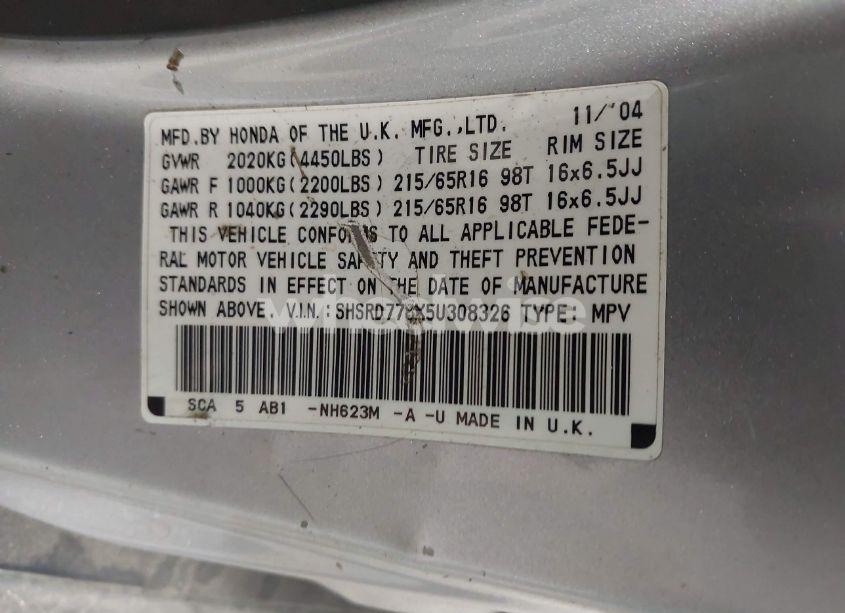 MFD.BY HONDA OF THE U.K. MFG.,LTD. 11/'04
GVWR 2020KG(4450LBS) TIRE SIZE RIM SIZE
GAWR F 1000KG(2200LBS) 215/65R16 98T 16x6.5JJ
GAWR R 1040KG(2290LBS) 215/65R16 98T 16x6.5JJ
THIS VEHICLE CONFORMS TO ALL APPLICABLE FEDE-
RAL MOTOR VEHICLE SAFETY AND THEFT PREVENTION
STANDARDS IN EFFECT ON THE DATE OF MANUFACTURE
SHOWN ABOVE. V.I.N.: TYPE: MPV
SCA 5 AB1 -NH623M -A -U MADE IN U.K.